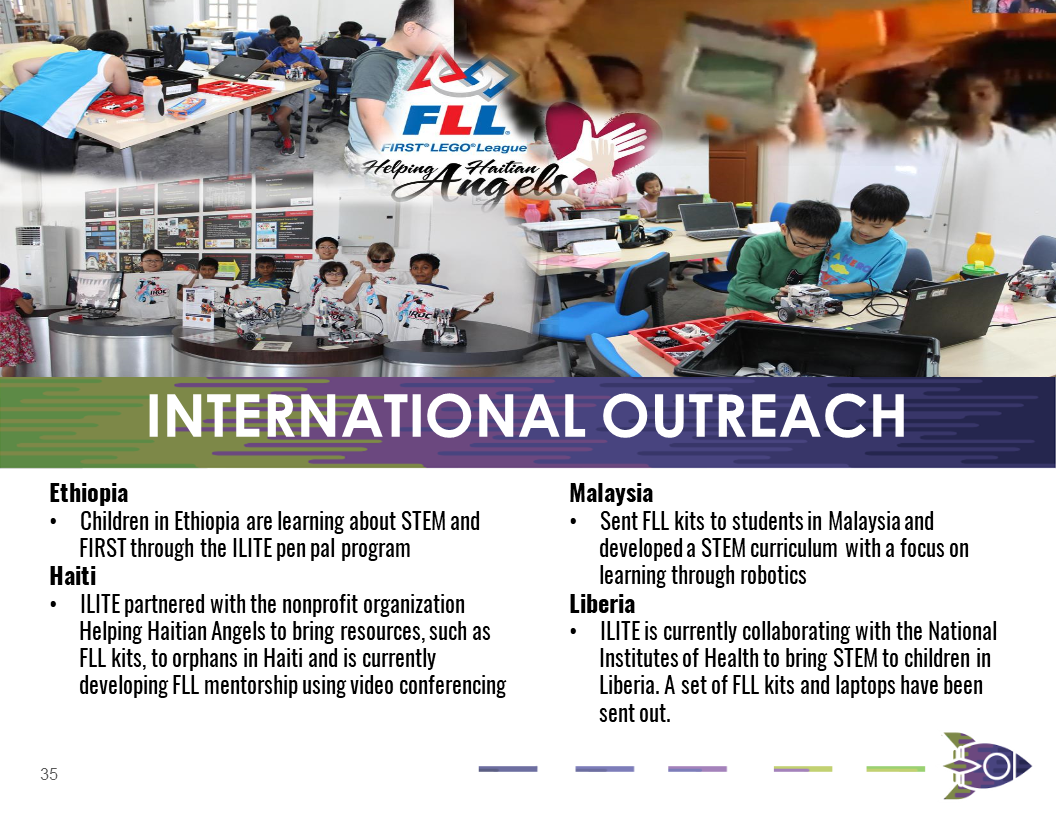 FLL
FIRST® LEGO® League
Helping Haitian
Angels
INTERNATIONAL OUTREACH
Ethiopia
• Children in Ethiopia are learning about STEM and
FIRST through the ILITE pen pal program
Haiti
• ILITE partnered with the nonprofit organization
Helping Haitian Angels to bring resources, such as
FLL kits, to orphans in Haiti and is currently
developing FLL mentorship using video conferencing
Malaysia
• Sent FLL kits to students in Malaysia and
developed a STEM curriculum with a focus on
learning through robotics
Liberia
• ILITE is currently collaborating with the National
Institutes of Health to bring STEM to children in
Liberia. A set of FLL kits and laptops have been
sent out.
35